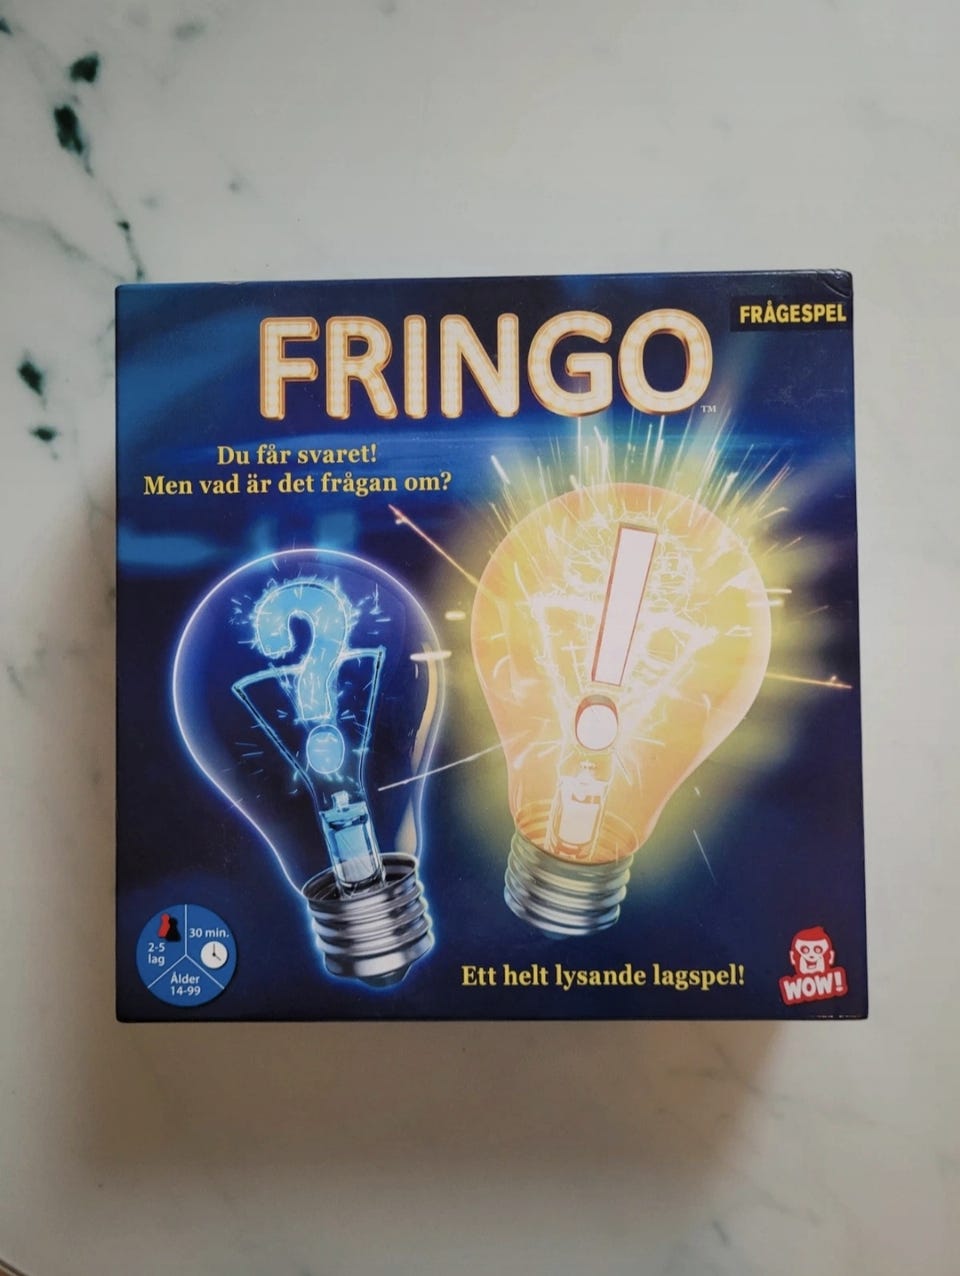 FRÅGESPEL
FRINGO
™
Du får svaret!
Men vad är det frågan om?
2-5
lag
30 min.
Ålder
14-99
Ett helt lysande lagspel!
WOW!